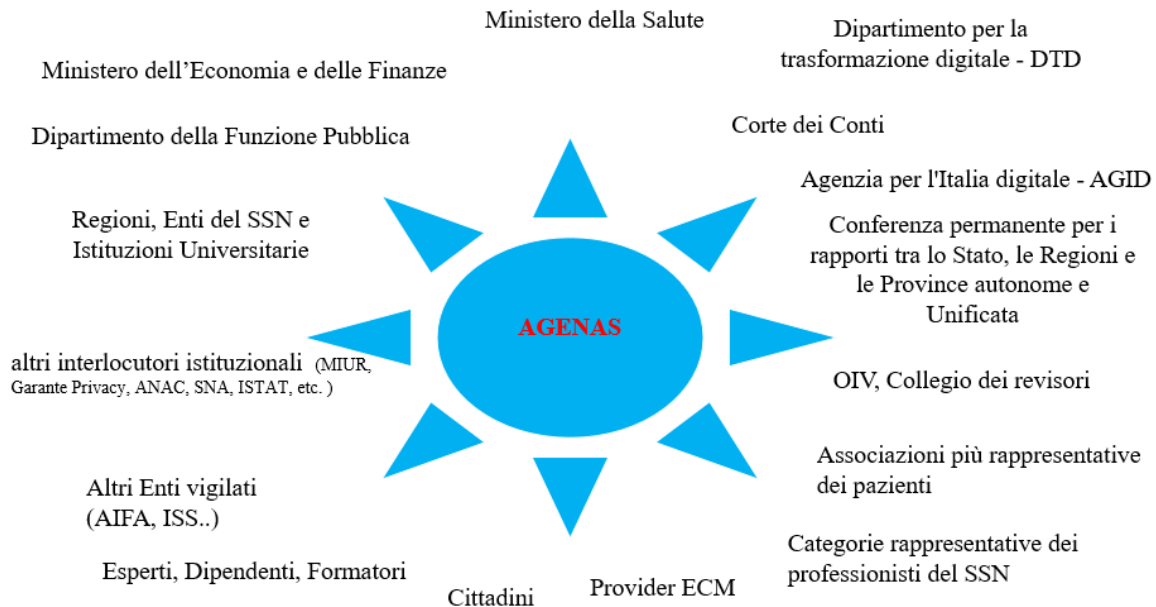 Ministero della Salute
Dipartimento per la
trasformazione digitale - DTD
Ministero dell’Economia e delle Finanze
Dipartimento della Funzione Pubblica
Corte dei Conti
Agenzia per l'Italia digitale - AGID
Regioni, Enti del SSN e
Istituzioni Universitarie
Conferenza permanente per i
rapporti tra lo Stato, le Regioni e
le Province autonome e
Unificata
AGENAS
altri interlocutori istituzionali (MIUR,
Garante Privacy, ANAC, SNA, ISTAT, etc. )
OIV, Collegio dei revisori
Associazioni più rappresentative
dei pazienti
Altri Enti vigilati
(AIFA, ISS..)
Categorie rappresentative dei
professionisti del SSN
Esperti, Dipendenti, Formatori
Cittadini
Provider ECM